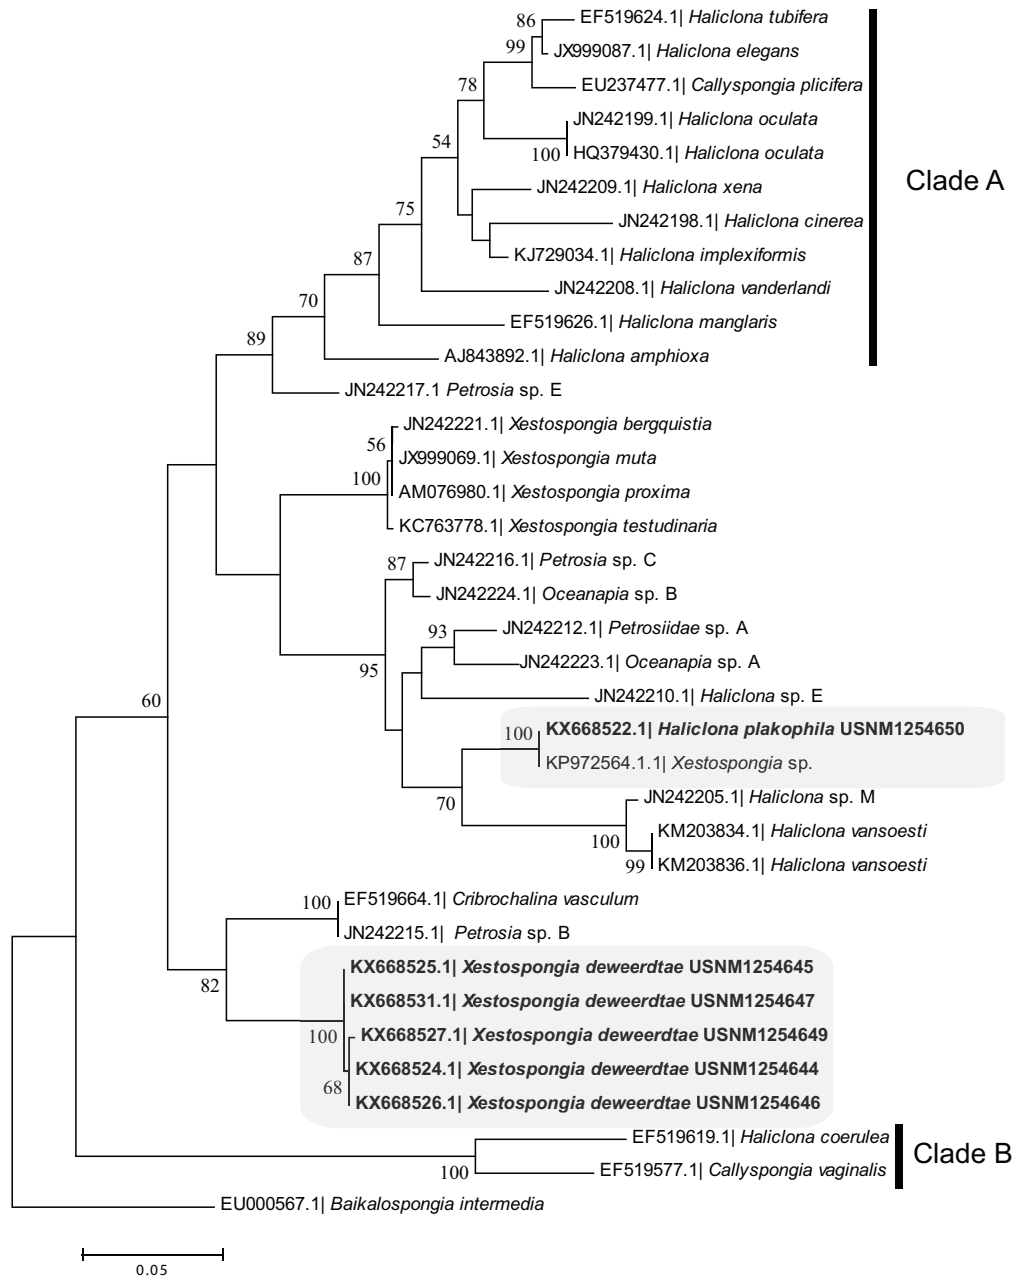 86
EF519624.1| Haliclona tubifera
99
JX999087.1| Haliclona elegans
78
EU237477.1| Callyspongia plicifera
JN242199.1| Haliclona oculata
54
100
HQ379430.1| Haliclona oculata
Clade A
75
JN242209.1| Haliclona xena
JN242198.1| Haliclona cinerea
87
KJ729034.1| Haliclona implexiformis
JN242208.1| Haliclona vanderlandi
70
EF519626.1| Haliclona manglaris
89
AJ843892.1| Haliclona amphioxa
JN242217.1 Petrosia sp. E
JN242221.1| Xestospongia bergquistia
56
JX999069.1| Xestospongia muta
100
AM076980.1| Xestospongia proxima
KC763778.1| Xestospongia testudinaria
87
JN242216.1| Petrosia sp. C
JN242224.1| Oceanapia sp. B
93
JN242212.1| Petrosiidae sp. A
95
JN242223.1| Oceanapia sp. A
JN242210.1| Haliclona sp. E
60
100
KX668522.1| Haliclona plakophila USNM1254650
KP972564.1.1| Xestospongia sp.
70
JN242205.1| Haliclona sp. M
100
KM203834.1| Haliclona vansoesti
99
KM203836.1| Haliclona vansoesti
100
EF519664.1| Cribrochalina vasculum
JN242215.1| Petrosia sp. B
82
KX668525.1| Xestospongia deweerdtae USNM1254645
KX668531.1| Xestospongia deweerdtae USNM1254647
100
KX668527.1| Xestospongia deweerdtae USNM1254649
KX668524.1| Xestospongia deweerdtae USNM1254644
68
KX668526.1| Xestospongia deweerdtae USNM1254646
EF519619.1| Haliclona coerulea
Clade B
100
EF519577.1| Callyspongia vaginalis
EU000567.1| Baikalospongia intermedia
0.05